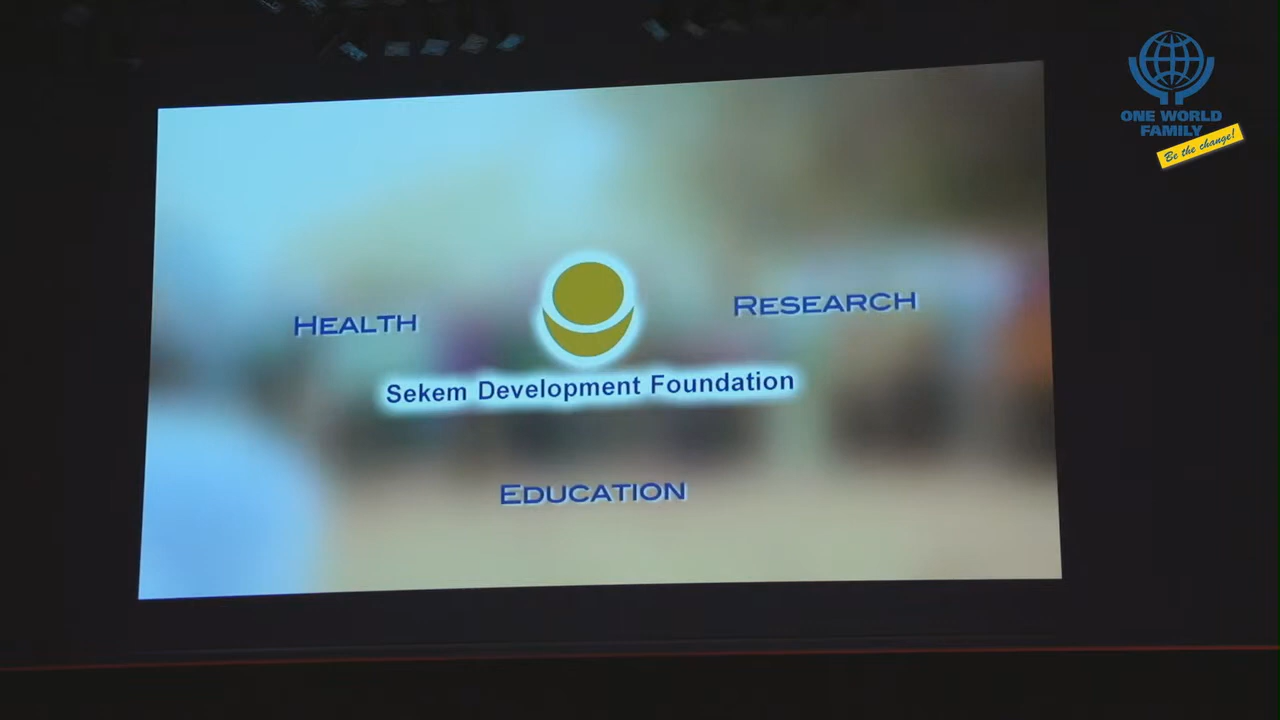 ONE WORLD
FAMILY
Be the change!
HEALTH
RESEARCH
Sekem Development Foundation
EDUCATION